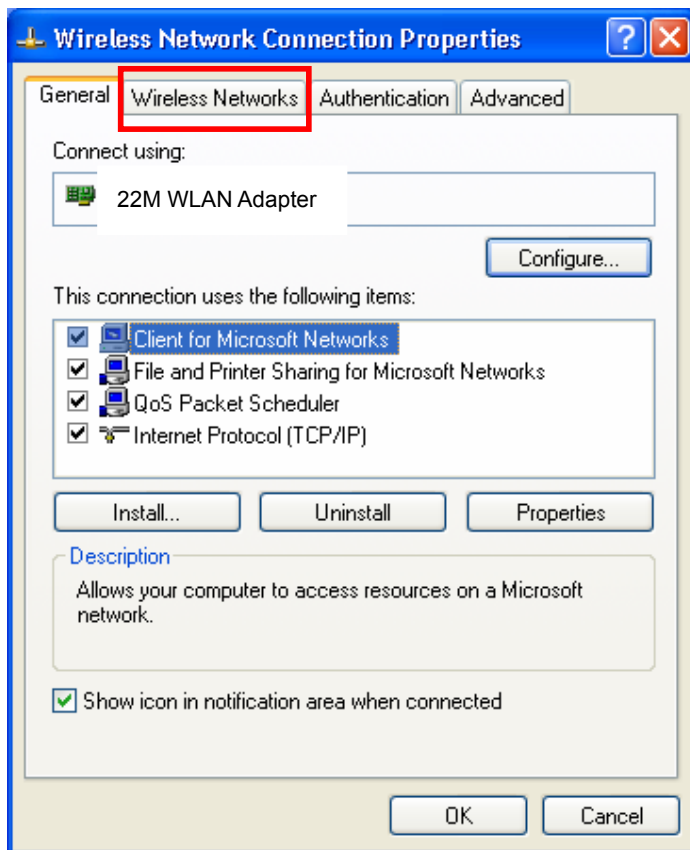 Wireless Network Connection Properties
General Wireless Networks Authentication Advanced
Connect using:
22M WLAN Adapter
Configure...
This connection uses the following items:
Client for Microsoft Networks
File and Printer Sharing for Microsoft Networks
QoS Packet Scheduler
Internet Protocol (TCP/IP)
Install... Uninstall Properties
Description
Allows your computer to access resources on a Microsoft
network.
Show icon in notification area when connected
OK Cancel